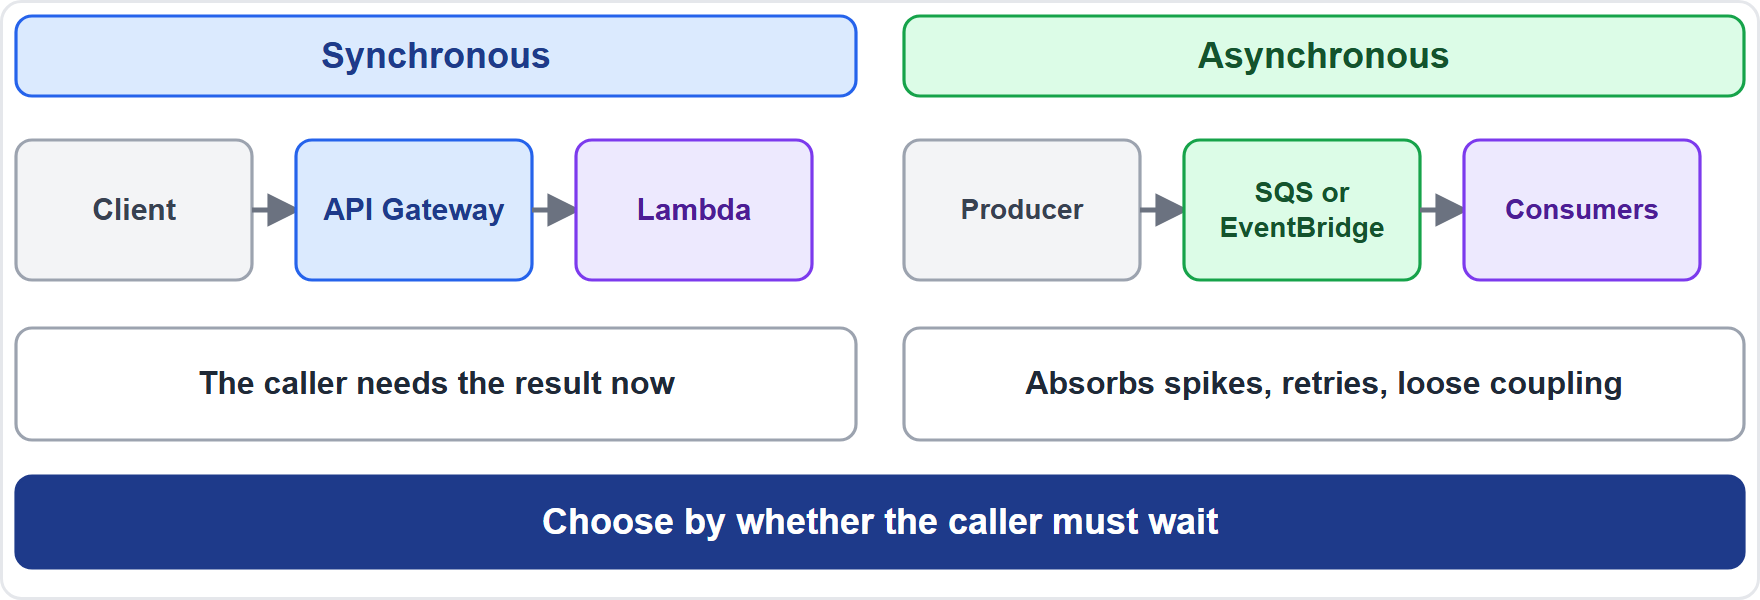 Synchronous
Asynchronous
Client
API Gateway
Lambda
Producer
SQS or
EventBridge
Consumers
The caller needs the result now
Absorbs spikes, retries, loose coupling
Choose by whether the caller must wait